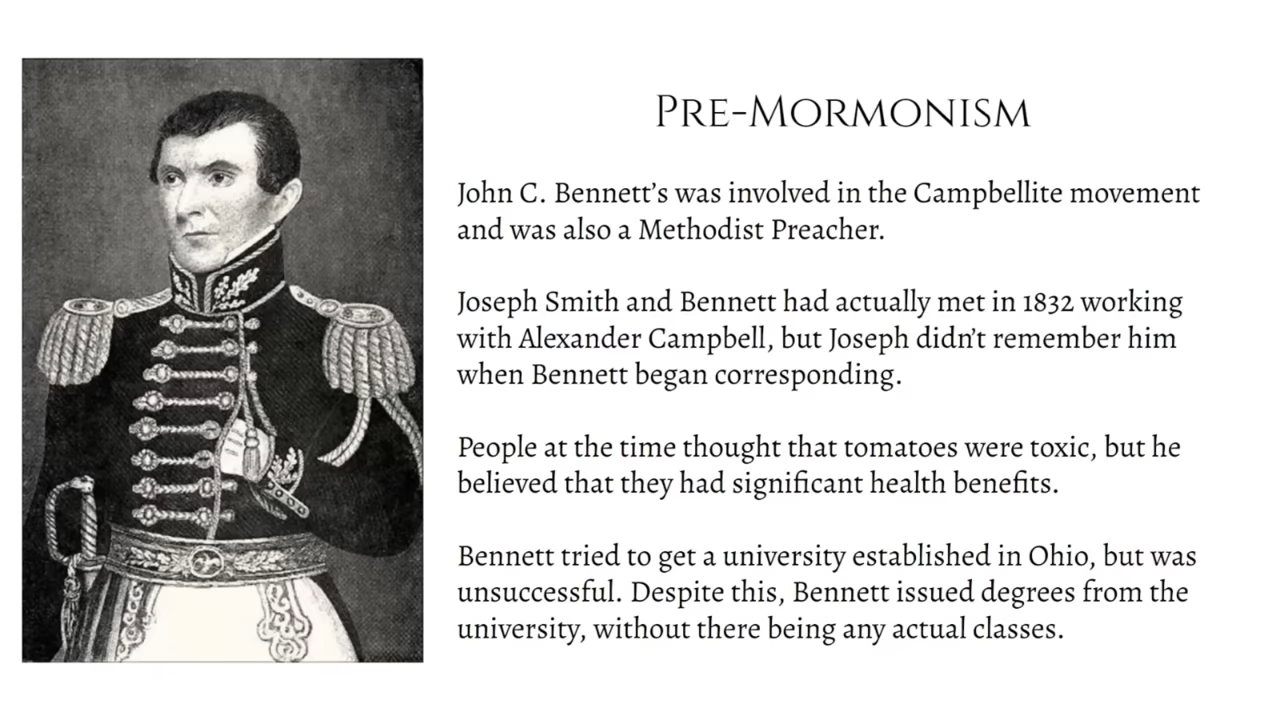 Pre-Mormonism
John C. Bennett's was involved in the Campbellite movement
and was also a Methodist Preacher.
Joseph Smith and Bennett had actually met in 1832 working
with Alexander Campbell, but Joseph didn't remember him
when Bennett began corresponding.
People at the time thought that tomatoes were toxic, but he
believed that they had significant health benefits.
Bennett tried to get a university established in Ohio, but was
unsuccessful. Despite this, Bennett issued degrees from the
university, without there being any actual classes.